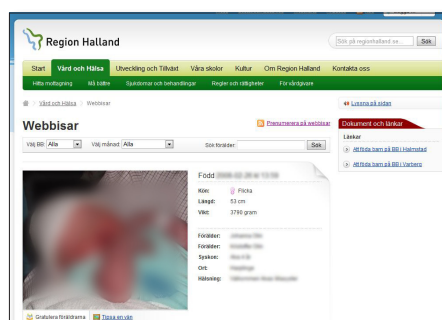 Region Halland
Sök på regionhalland.se... Sök
Start Vård och Hälsa Utveckling och Tillväxt Våra skolor Kultur Om Region Halland Kontakta oss
Hitta mottagning Må bättre Sjukdomar och behandlingar Regler och rättigheter För vårdgivare
Vård och Hälsa > Webbisar
Lyssna på sidan
Webbisar
Prenumerera på webbisar
Välj BB: Alla Välj månad: Alla Sök förälder: Sök
Dokument och länkar
Länkar
Att föda barn på BB i Halmstad
Att föda barn på BB i Varberg
Född
Kön: Flicka
Längd: 53 cm
Vikt: 3790 gram
Förälder:
Förälder:
Syskon:
Ort:
Hälsning:
Gratulera föräldrarna Tipsa en vän